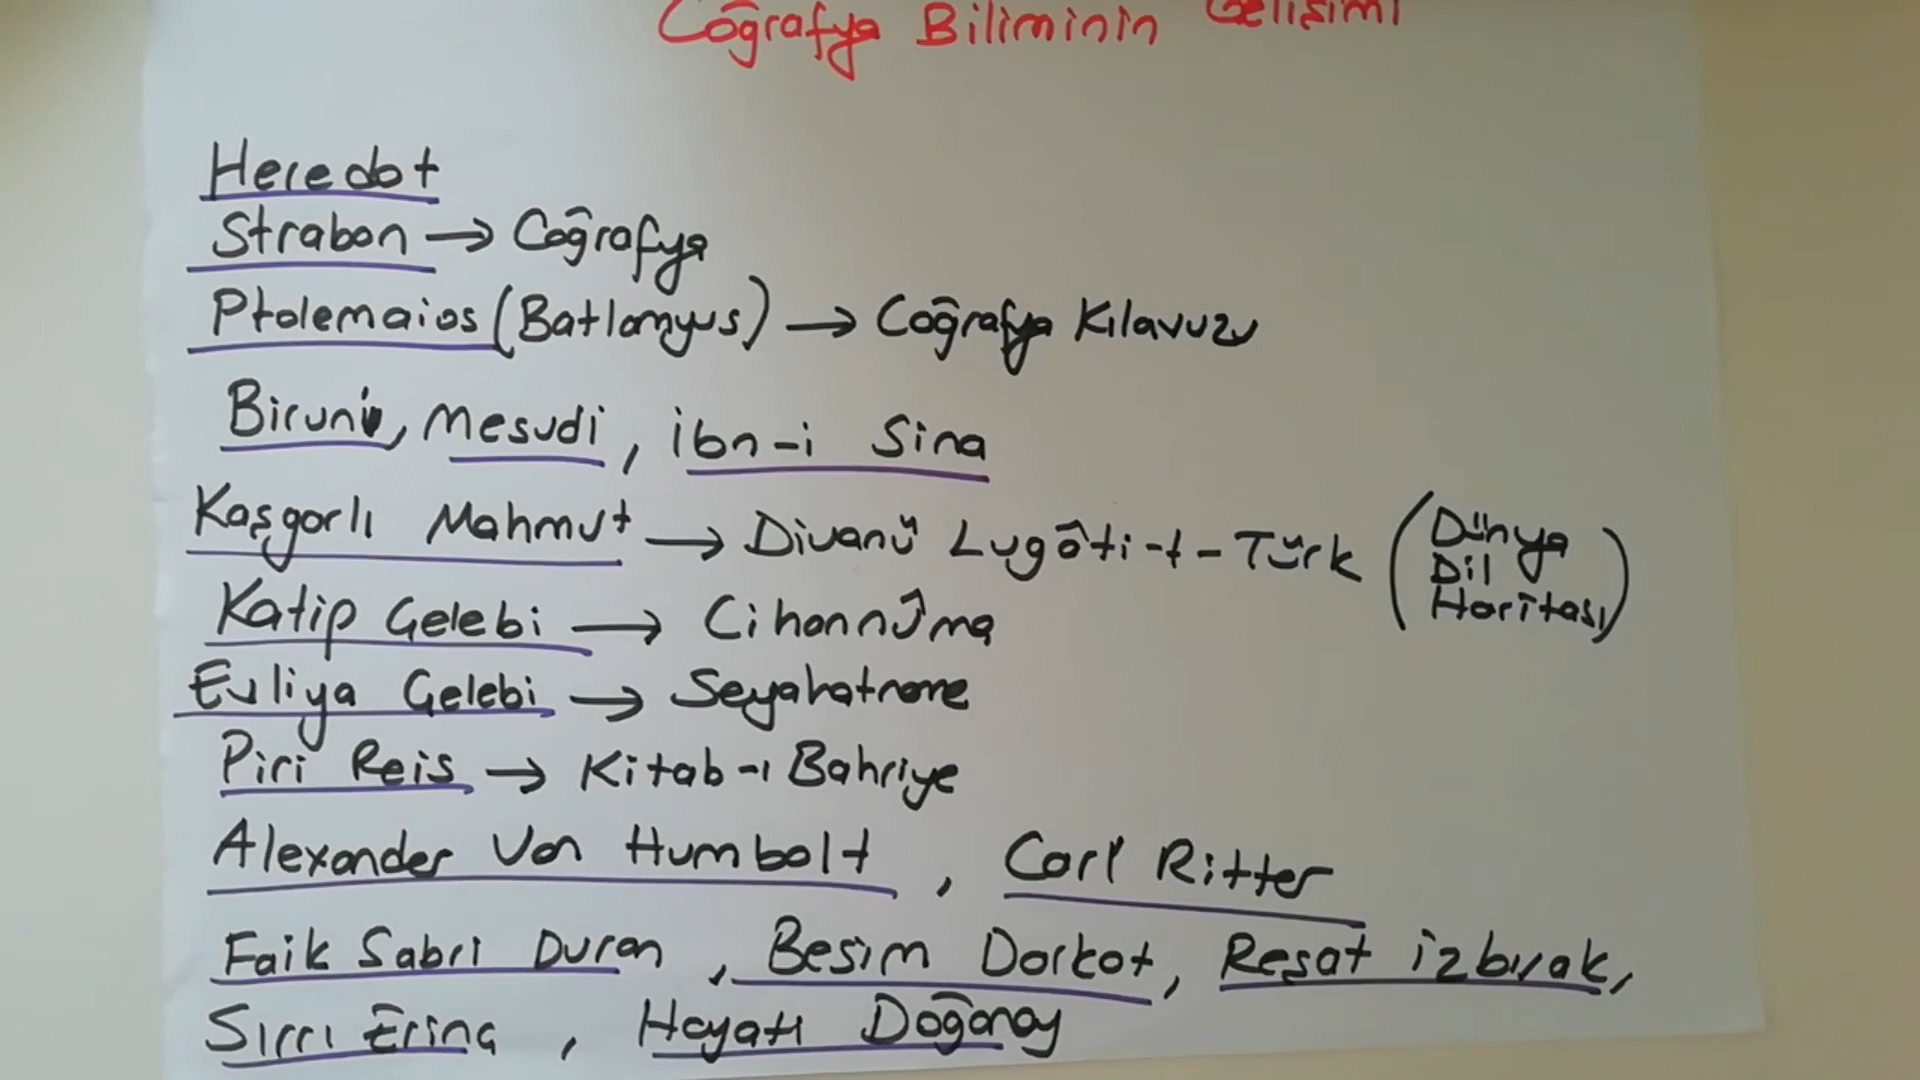 Coğrafya Biliminin Gelişimi
Heredot
Strabon → Coğrafya
Ptolemaios (Batlamyus) → Coğrafya Kılavuzu
Biruni, Mesudi, İbn-i Sina
Kaşgarlı Mahmut → Divanü Lugâti-t-Türk (Dünya
Dil
Haritası)
Katip Çelebi → Cihannümâ
Evliya Çelebi → Seyahatname
Piri Reis → Kitab-ı Bahriye
Alexander Von Humbolt, Carl Ritter
Faik Sabri Duran, Besim Darkot, Reşat İzbırak,
Sırrı Erinç, Hayati Doğanay